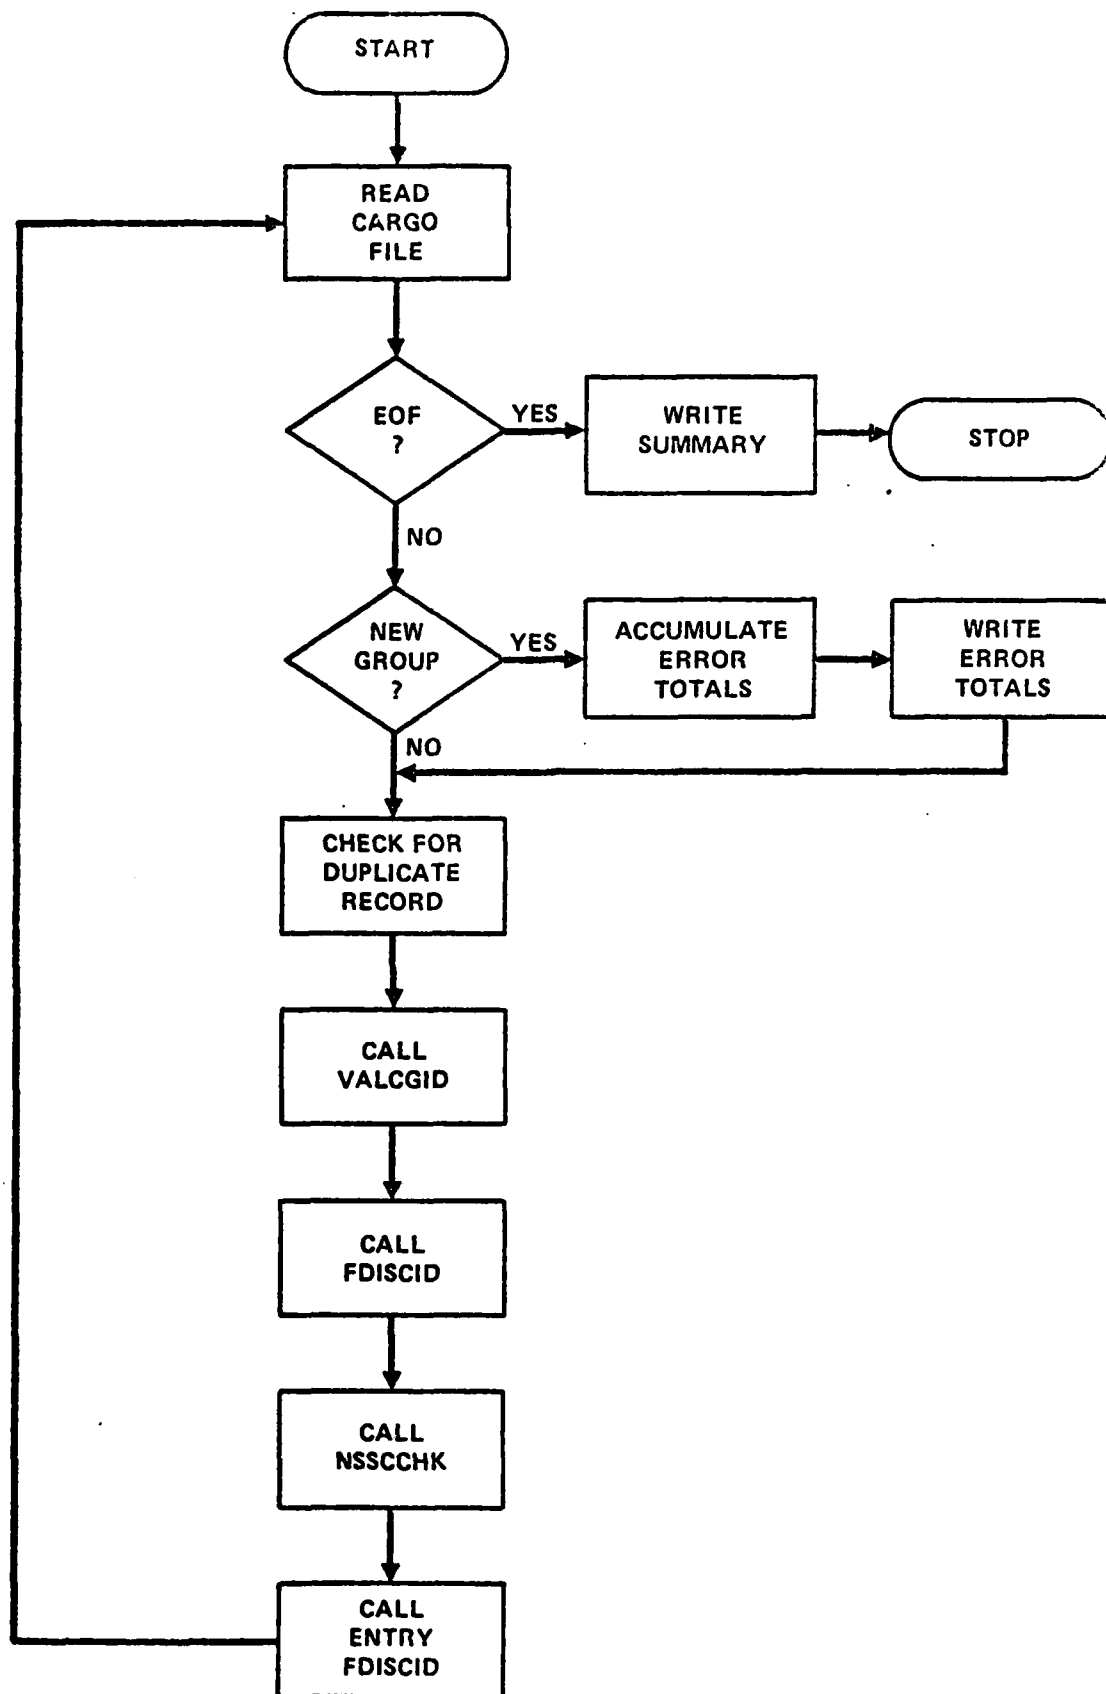 START
READ
CARGO
FILE
EOF
?
YES
WRITE
SUMMARY
STOP
NO
NEW
GROUP
?
YES
ACCUMULATE
ERROR
TOTALS
WRITE
ERROR
TOTALS
NO
CHECK FOR
DUPLICATE
RECORD
CALL
VALCGID
CALL
FDISCID
CALL
NSSCCHK
CALL
ENTRY
FDISCID